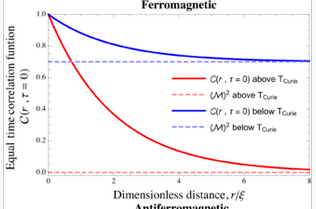 Ferromagnetic
Equal time correlation funtion
C(r , τ = 0)
1.0
0.8
0.6
0.4
0.2
0.0
C(r , τ = 0) above T_Curie
⟨M⟩² above T_Curie
C(r , τ = 0) below T_Curie
⟨M⟩² below T_Curie
0
2
4
6
8
Dimensionless distance, r/ξ
Antiferromagnetic